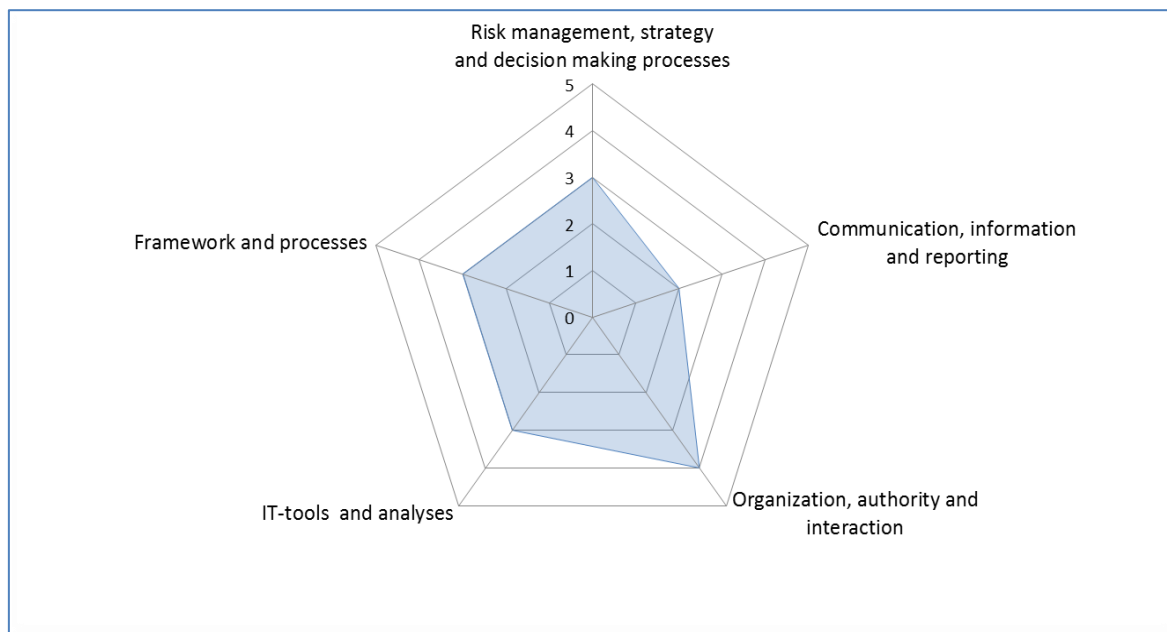 Risk management, strategy
and decision making processes
5
4
3
2
1
0
Communication, information
and reporting
Framework and processes
Organization, authority and
interaction
IT-tools  and analyses